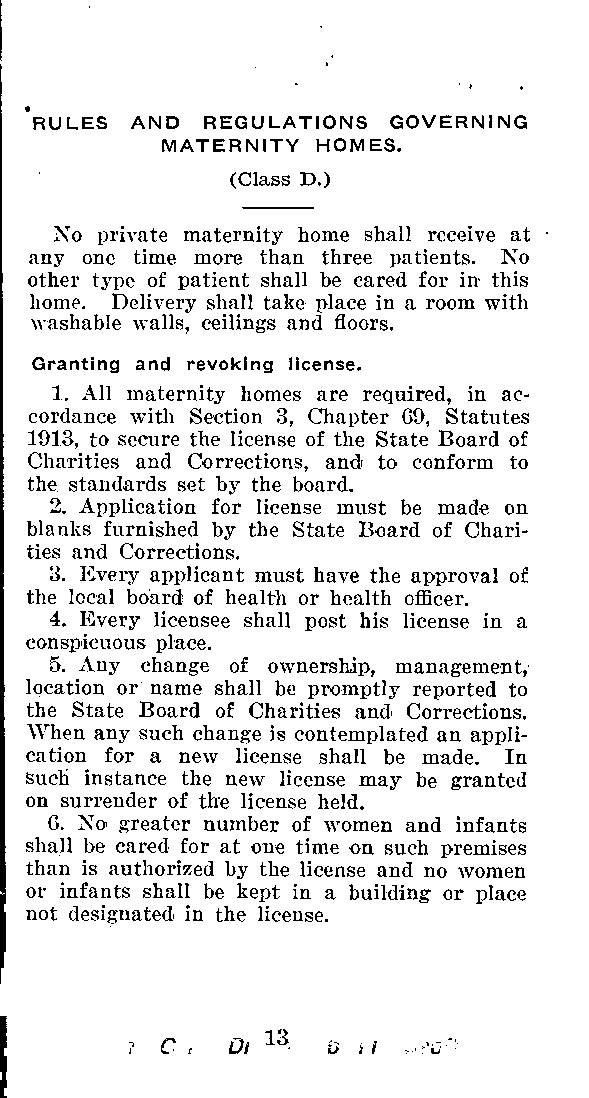 RULES AND REGULATIONS GOVERNING
MATERNITY HOMES.
(Class D.)
No private maternity home shall receive at
any one time more than three patients. No
other type of patient shall be cared for in this
home. Delivery shall take place in a room with
washable walls, ceilings and floors.
Granting and revoking license.
1. All maternity homes are required, in ac-
cordance with Section 3, Chapter 69, Statutes
1913, to secure the license of the State Board of
Charities and Corrections, and to conform to
the standards set by the board.
2. Application for license must be made on
blanks furnished by the State Board of Chari-
ties and Corrections.
3. Every applicant must have the approval of
the local board of health or health officer.
4. Every licensee shall post his license in a
conspicuous place.
5. Any change of ownership, management,
location or name shall be promptly reported to
the State Board of Charities and Corrections.
When any such change is contemplated an appli-
cation for a new license shall be made. In
such instance the new license may be granted
on surrender of the license held.
6. No greater number of women and infants
shall be cared for at one time on such premises
than is authorized by the license and no women
or infants shall be kept in a building or place
not designated in the license.
13